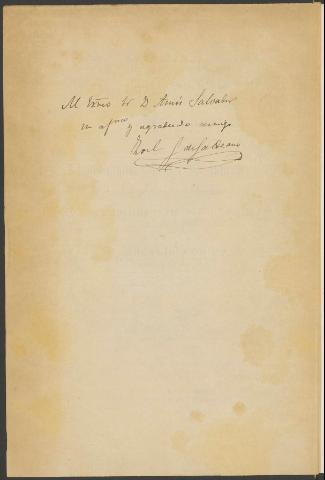 Al Exmo Sr D Amós Salvador
su afmo y agradecido amigo